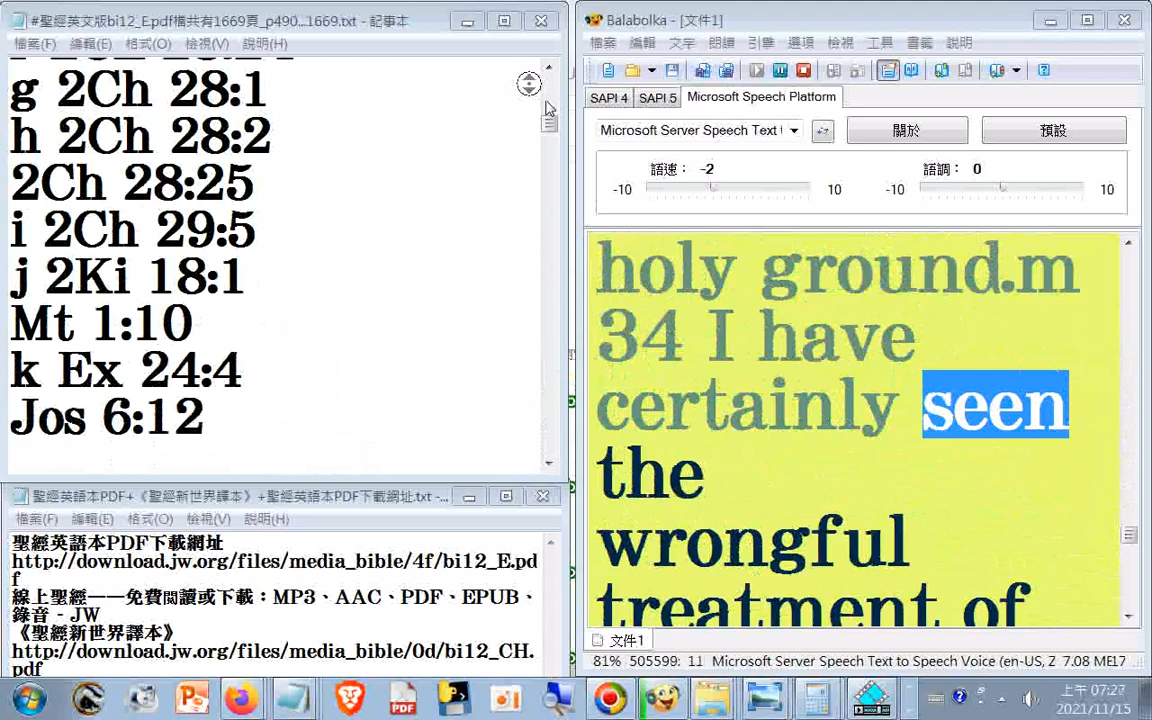 #聖經英文版bi12_E.pdf檔共有1669頁_p490...1669.txt - 記事本
檔案(F) 編輯(E) 格式(O) 檢視(V) 說明(H)
g 2Ch 28:1
h 2Ch 28:2
2Ch 28:25
i 2Ch 29:5
j 2Ki 18:1
Mt 1:10
k Ex 24:4
Jos 6:12
聖經英語本PDF+《聖經新世界譯本》+聖經英語本PDF下載網址.txt -...
檔案(F) 編輯(E) 格式(O) 檢視(V) 說明(H)
聖經英語本PDF下載網址
http://download.jw.org/files/media_bible/4f/bi12_E.pd
f
線上聖經——免費閱讀或下載：MP3、AAC、PDF、EPUB、
錄音 - JW
《聖經新世界譯本》
http://download.jw.org/files/media_bible/0d/bi12_CH.
pdf
Balabolka - [文件1]
檔案 編輯 文字 朗讀 引擎 選項 檢視 工具 書籤 說明
SAPI 4 SAPI 5 Microsoft Speech Platform
Microsoft Server Speech Text 關於 預設
語速： -2 語調： 0
-10 10 -10 10
holy ground.m
34 I have
certainly seen
the
wrongful
treatment of
文件1
81% 505599: 11 Microsoft Server Speech Text to Speech Voice (en-US, Z 7.08 ME17
PDF
上午 07:27
2021/11/15